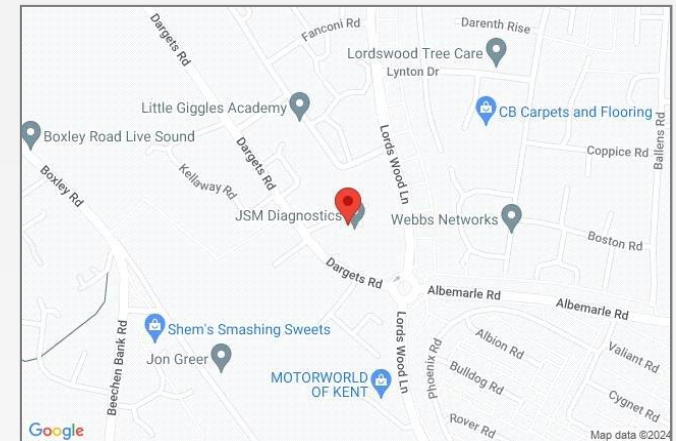 Dargets Rd
Fanconi Rd
Darenth Rise
Lordswood Tree Care
Lynton Dr
Little Giggles Academy
CB Carpets and Flooring
Boxley Road Live Sound
Lords Wood Ln
Ballens Rd
Dargets Rd
Coppice Rd
Boxley Rd
Kellaway Rd
JSM Diagnostics
Webbs Networks
Boston Rd
Dargets Rd
Albemarle Rd
Albemarle Rd
Beechen Bank Rd
Shem's Smashing Sweets
Lords Wood Ln
Phoenix Rd
Albion Rd
Valiant Rd
Jon Greer
MOTORWORLD
OF KENT
Bulldog Rd
Cygnet Rd
Rover Rd
Google
Map data ©2024